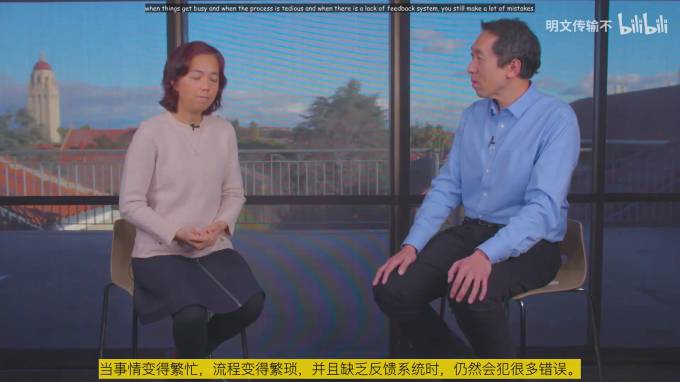 when things get busy and when the process is tedious and when there is a lack of feedback system, you still make a lot of mistakes.
明文传输不 bilibili
当事情变得繁忙，流程变得繁琐，并且缺乏反馈系统时，仍然会犯很多错误。